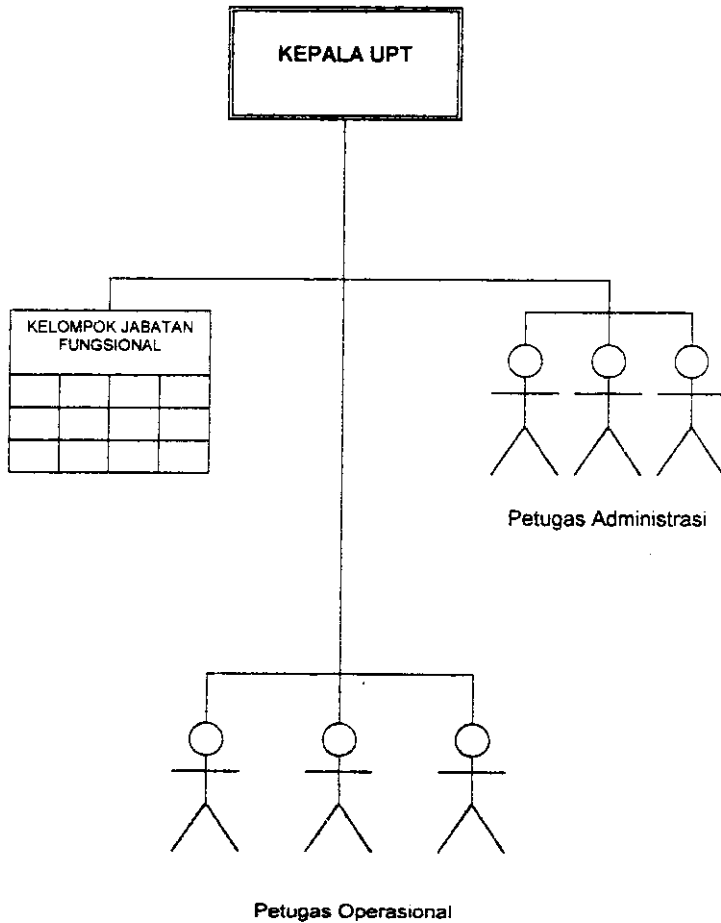 KEPALA UPT
KELOMPOK JABATAN
FUNGSIONAL
Petugas Administrasi
Petugas Operasional